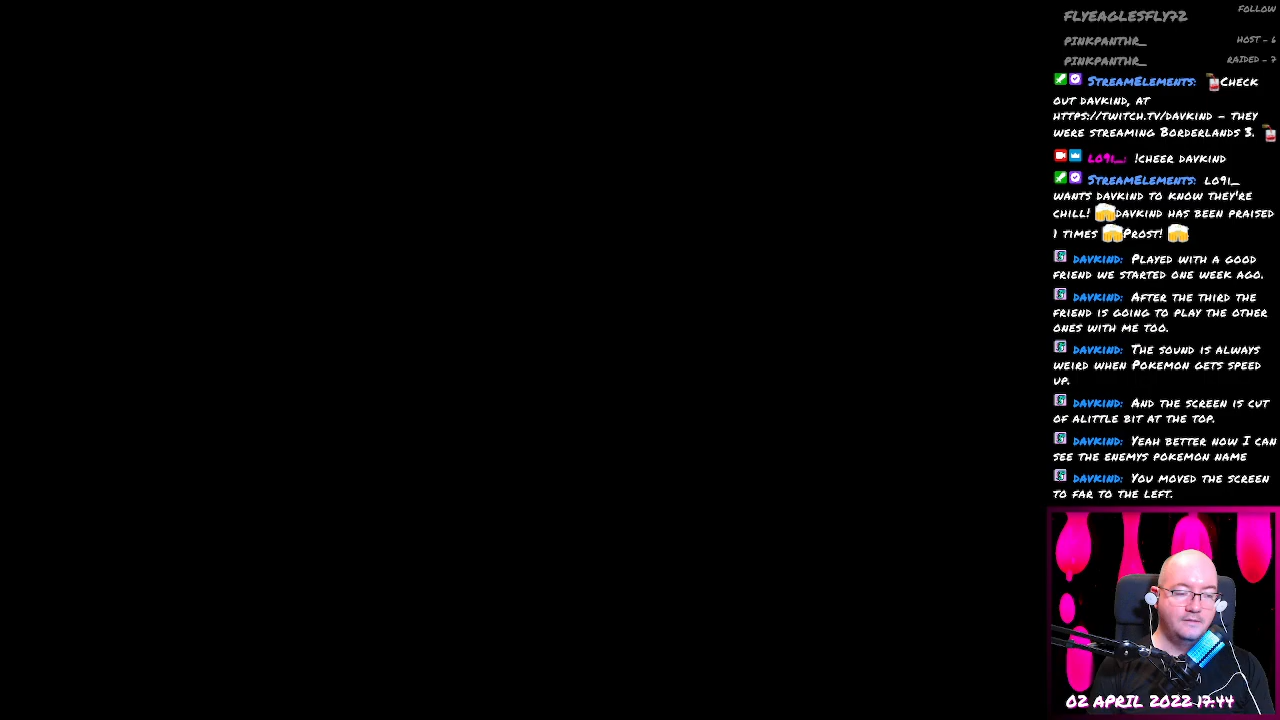 FLYEAGLESFLY72 FOLLOW
PINKPANTHR_ HOST - 6
PINKPANTHR_ RAIDED - 7
STREAMELEMENTS: CHECK
OUT DAVKIND, AT
HTTPS://TWITCH.TV/DAVKIND - THEY
WERE STREAMING BORDERLANDS 3.
LO9I_: !CHEER DAVKIND
STREAMELEMENTS: LO9I_
WANTS DAVKIND TO KNOW THEY'RE
CHILL! DAVKIND HAS BEEN PRAISED
1 TIMES PROST!
DAVKIND: PLAYED WITH A GOOD
FRIEND WE STARTED ONE WEEK AGO.
DAVKIND: AFTER THE THIRD THE
FRIEND IS GOING TO PLAY THE OTHER
ONES WITH ME TOO.
DAVKIND: THE SOUND IS ALWAYS
WEIRD WHEN POKEMON GETS SPEED
UP.
DAVKIND: AND THE SCREEN IS CUT
OF ALITTLE BIT AT THE TOP.
DAVKIND: YEAH BETTER NOW I CAN
SEE THE ENEMYS POKEMON NAME
DAVKIND: YOU MOVED THE SCREEN
TO FAR TO THE LEFT.
02 APRIL 2022 17:44